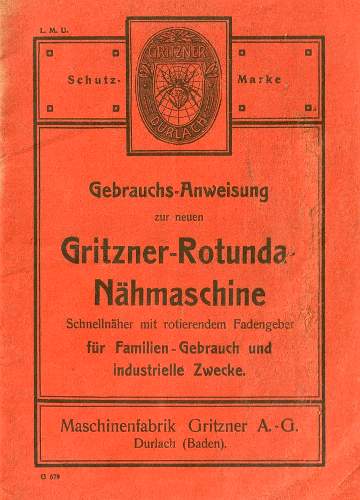 L. M. U.
GRITZNER
Schutz- Marke
DURLACH
Gebrauchs-Anweisung
zur neuen
Gritzner-Rotunda-
Nähmaschine
Schnellnäher mit rotierendem Fadengeber
für Familien-Gebrauch und
industrielle Zwecke.
Maschinenfabrik Gritzner A.-G.
Durlach (Baden).
G 679